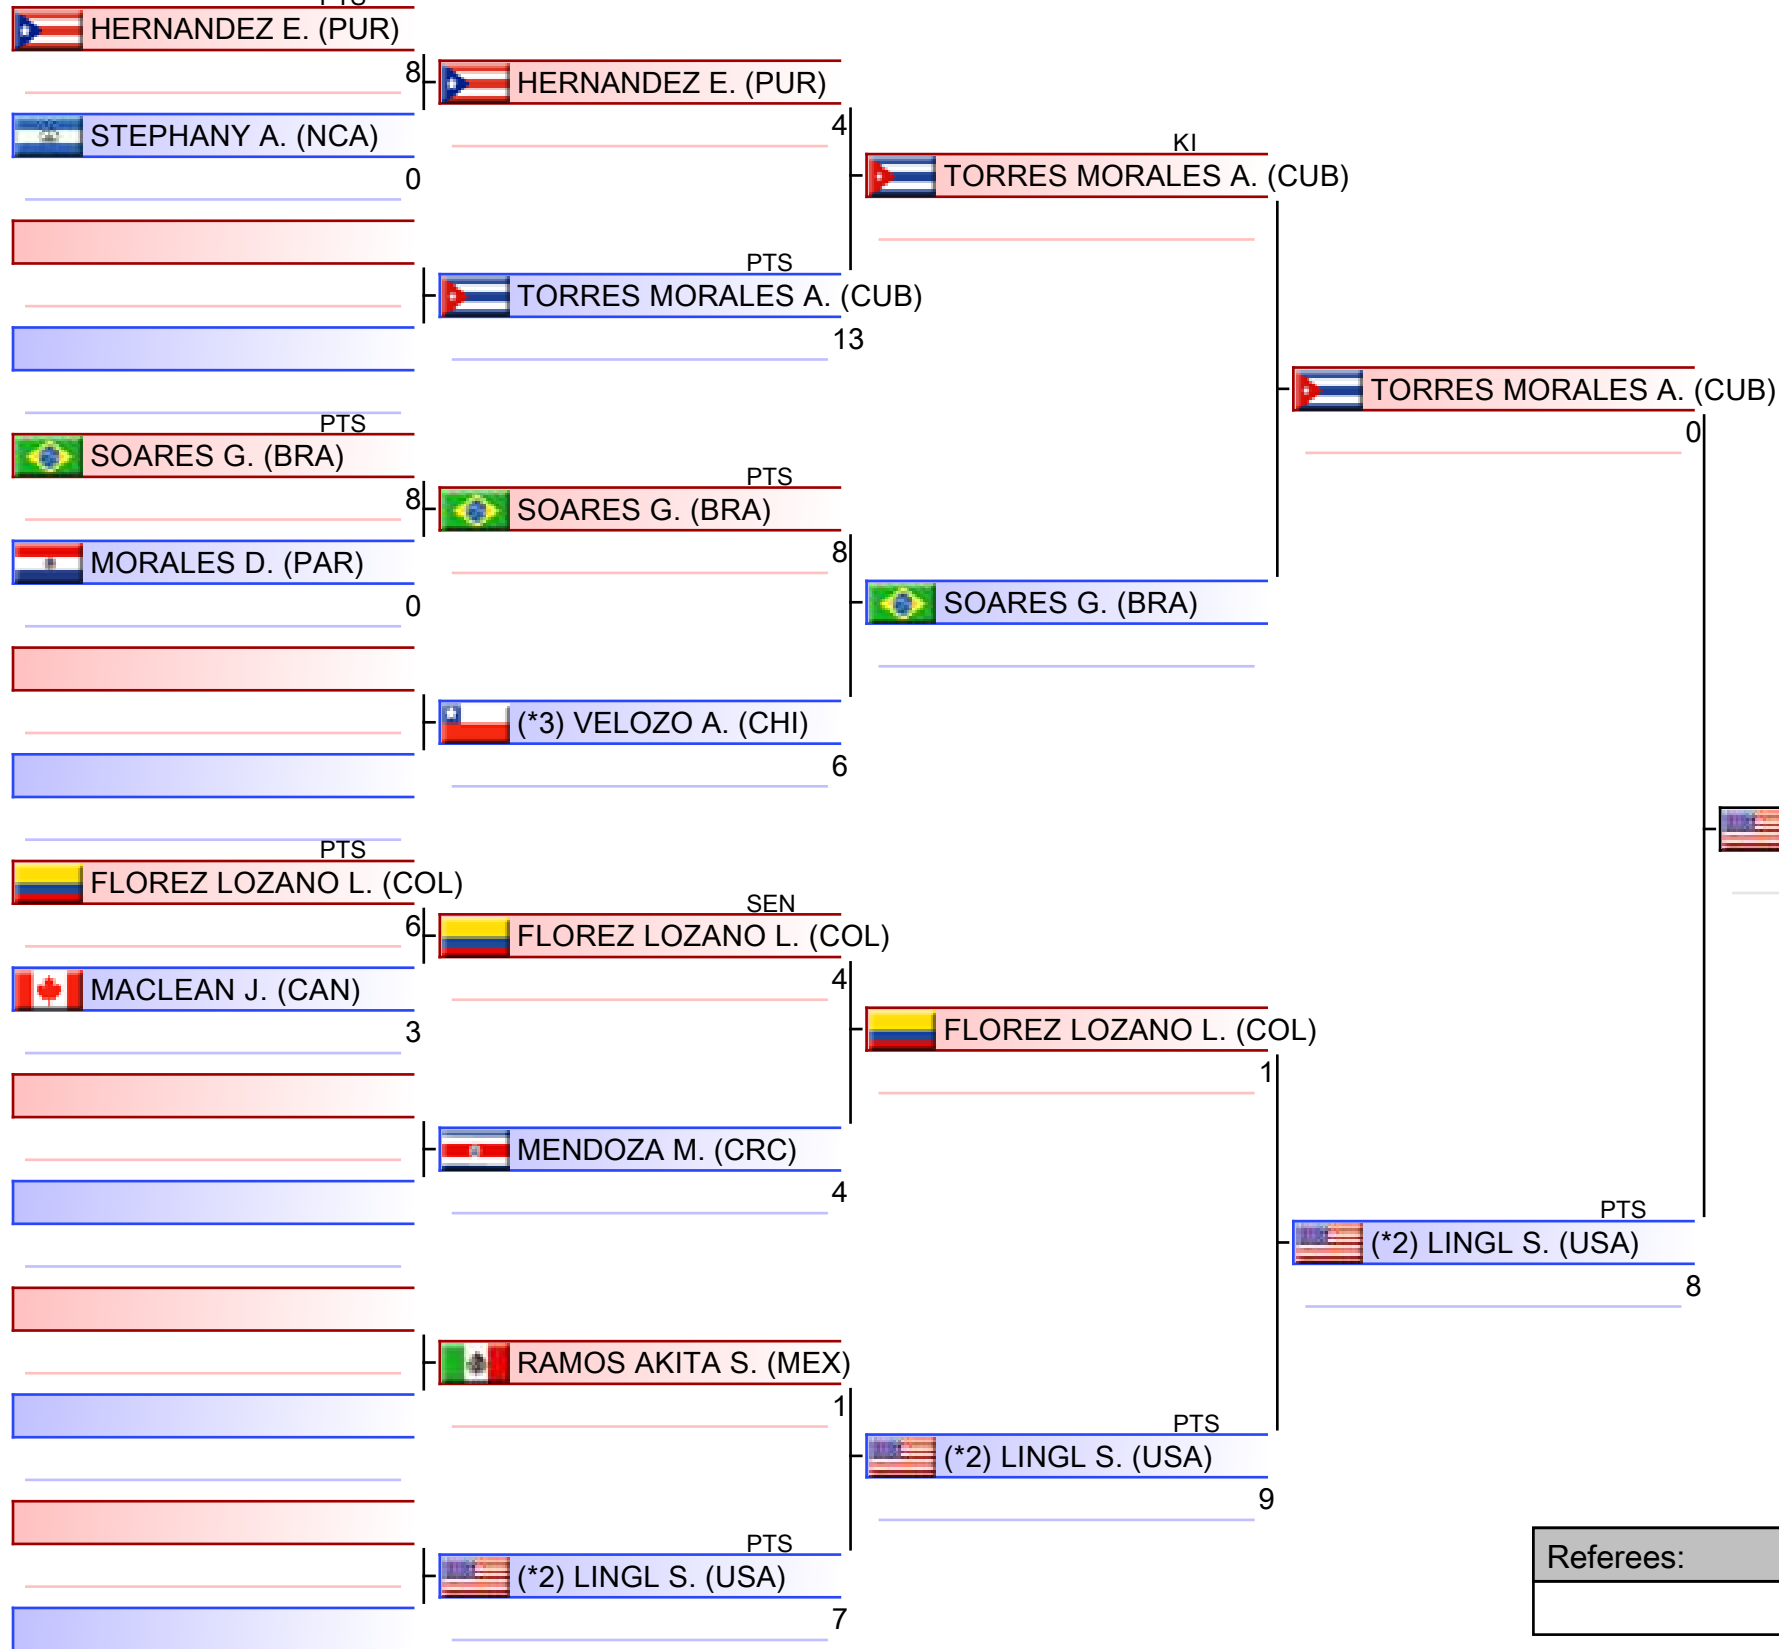 PTS
HERNANDEZ E. (PUR)
8
STEPHANY A. (NCA)
0
PTS
SOARES G. (BRA)
8
MORALES D. (PAR)
0
PTS
FLOREZ LOZANO L. (COL)
6
MACLEAN J. (CAN)
3
HERNANDEZ E. (PUR)
4
PTS
TORRES MORALES A. (CUB)
13
PTS
SOARES G. (BRA)
8
(*3) VELOZO A. (CHI)
6
SEN
FLOREZ LOZANO L. (COL)
4
MENDOZA M. (CRC)
4
RAMOS AKITA S. (MEX)
1
PTS
(*2) LINGL S. (USA)
7
KI
TORRES MORALES A. (CUB)
SOARES G. (BRA)
FLOREZ LOZANO L. (COL)
1
PTS
(*2) LINGL S. (USA)
9
TORRES MORALES A. (CUB)
0
PTS
(*2) LINGL S. (USA)
8
Referees: